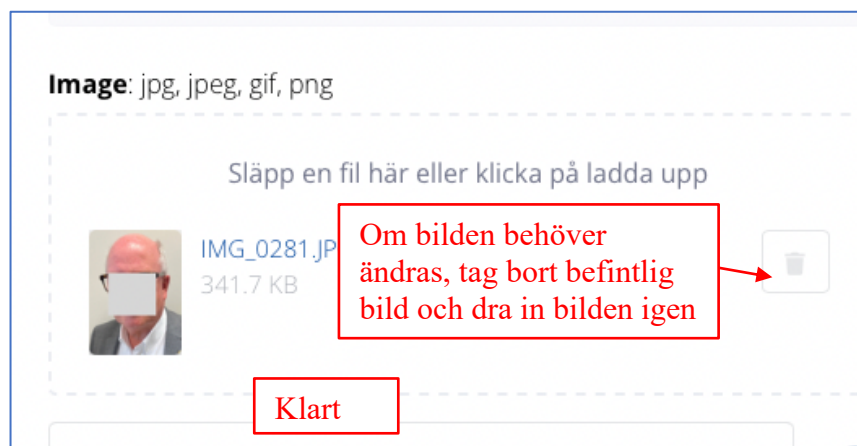 Image: jpg, jpeg, gif, png
Släpp en fil här eller klicka på ladda upp
IMG_0281.JP
341.7 KB
Om bilden behöver
ändras, tag bort befintlig
bild och dra in bilden igen
Klart